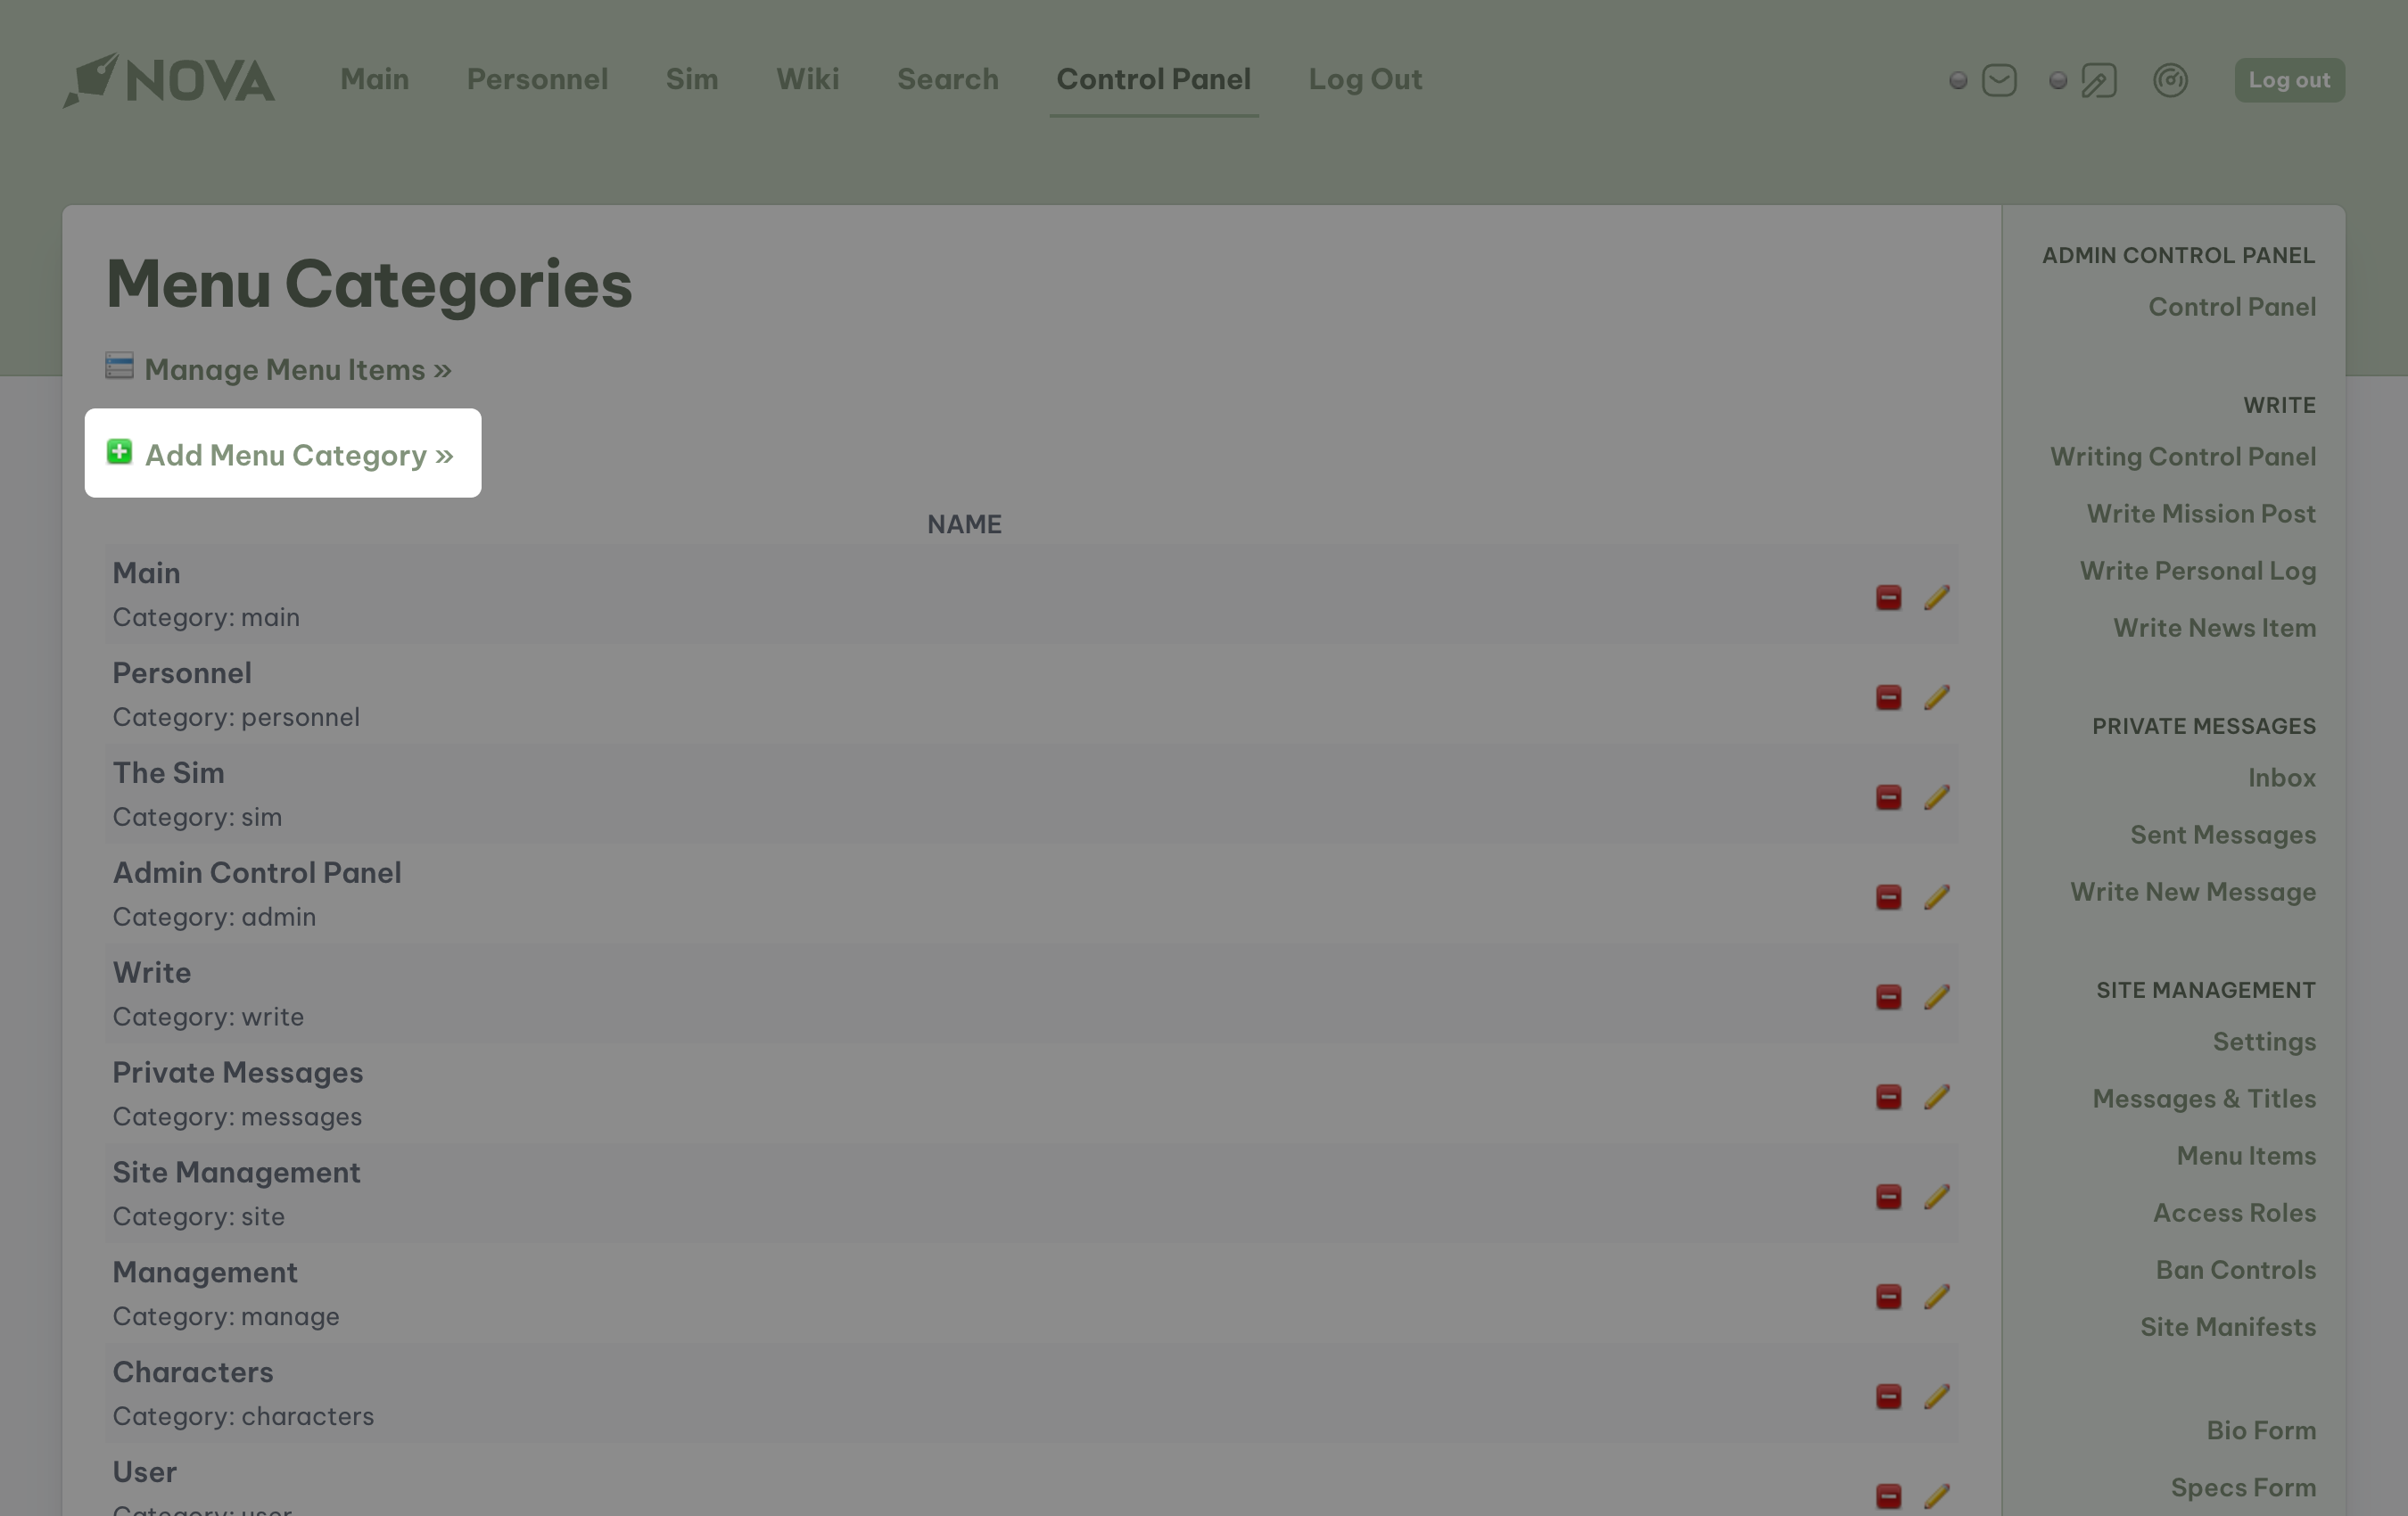 NOVA
Main
Personnel
Sim
Wiki
Search
Control Panel
Log Out
Log out
Menu Categories
Manage Menu Items »
Add Menu Category »
NAME
Main
Category: main
Personnel
Category: personnel
The Sim
Category: sim
Admin Control Panel
Category: admin
Write
Category: write
Private Messages
Category: messages
Site Management
Category: site
Management
Category: manage
Characters
Category: characters
User
Category: user
ADMIN CONTROL PANEL
Control Panel
WRITE
Writing Control Panel
Write Mission Post
Write Personal Log
Write News Item
PRIVATE MESSAGES
Inbox
Sent Messages
Write New Message
SITE MANAGEMENT
Settings
Messages & Titles
Menu Items
Access Roles
Ban Controls
Site Manifests
Bio Form
Specs Form